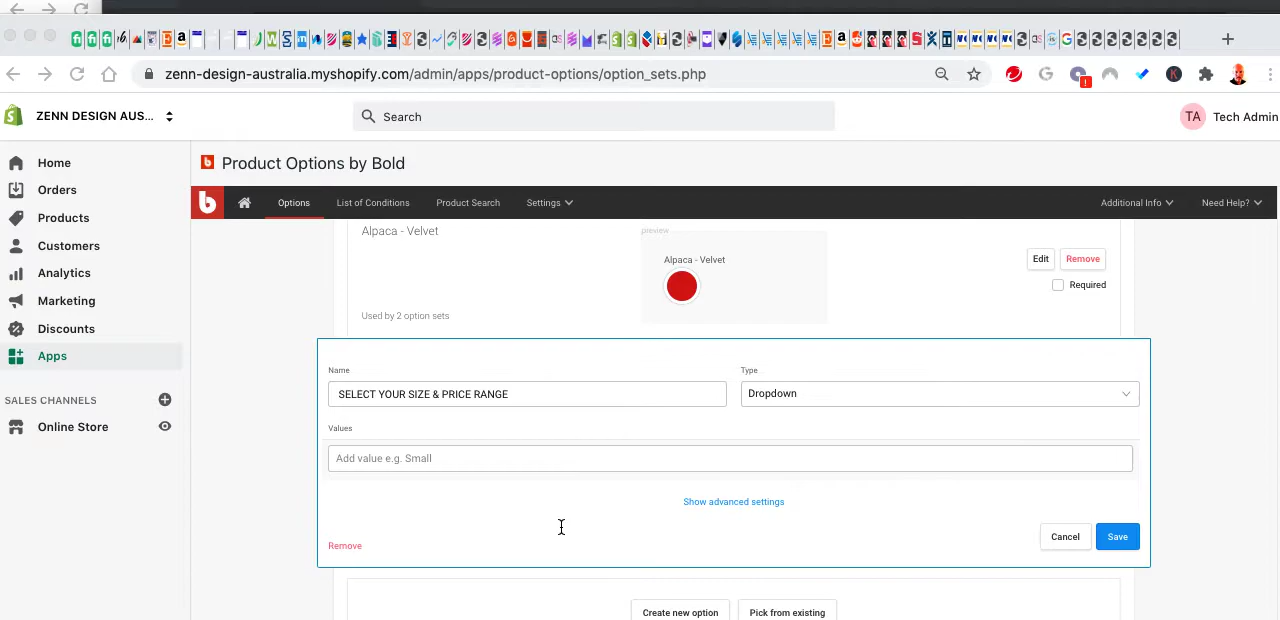 zenn-design-australia.myshopify.com/admin/apps/product-options/option_sets.php
ZENN DESIGN AUS...
Search
TA
Tech Admin
Home
Orders
Products
Customers
Analytics
Marketing
Discounts
Apps
SALES CHANNELS
Online Store
Product Options by Bold
Options
List of Conditions
Product Search
Settings
Additional Info
Need Help?
Alpaca - Velvet
preview
Alpaca - Velvet
Edit
Remove
Required
Used by 2 option sets
Name
Type
SELECT YOUR SIZE & PRICE RANGE
Dropdown
Values
Add value e.g. Small
Show advanced settings
Remove
Cancel
Save
Create new option
Pick from existing